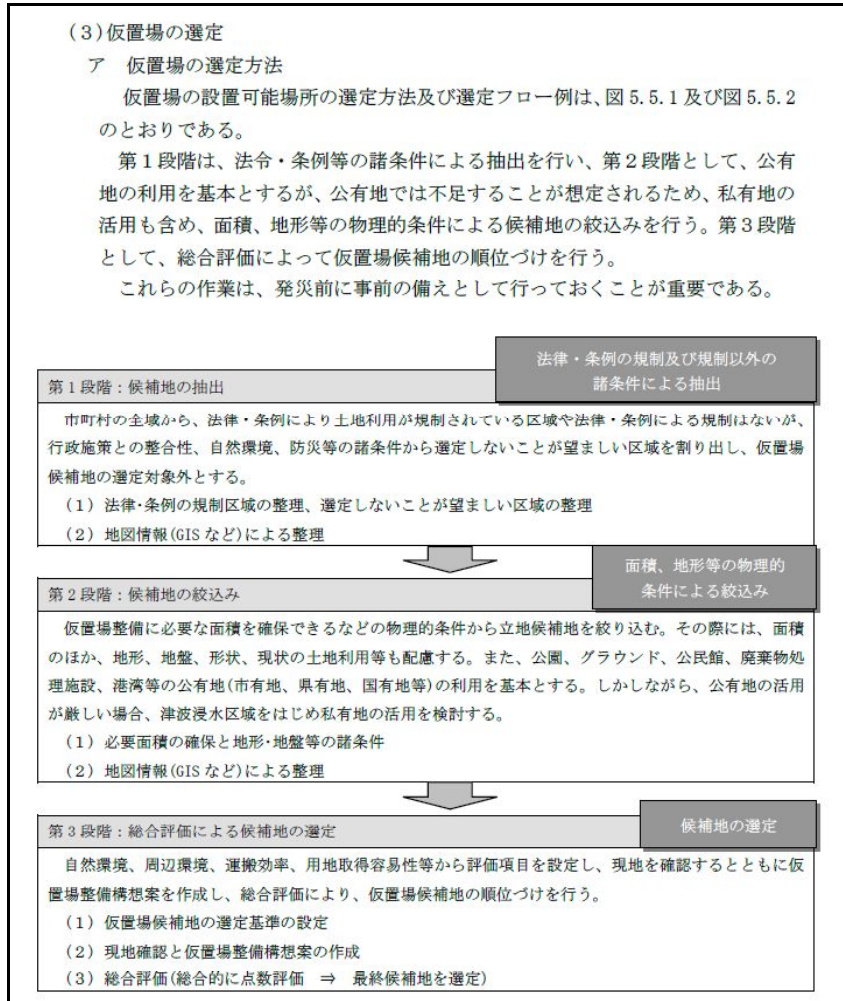 (3)仮置場の選定
ア 仮置場の選定方法
仮置場の設置可能場所の選定方法及び選定フロー例は、図 5.5.1 及び図 5.5.2
のとおりである。
第1段階は、法令・条例等の諸条件による抽出を行い、第2段階として、公有
地の利用を基本とするが、公有地では不足することが想定されるため、私有地の
活用も含め、面積、地形等の物理的条件による候補地の絞込みを行う。第3段階
として、総合評価によって仮置場候補地の順位づけを行う。
これらの作業は、発災前に事前の備えとして行っておくことが重要である。
法律・条例の規制及び規制以外の
諸条件による抽出
第1段階：候補地の抽出
市町村の全域から、法律・条例により土地利用が規制されている区域や法律・条例による規制はないが、
行政施策との整合性、自然環境、防災等の諸条件から選定しないことが望ましい区域を割り出し、仮置場
候補地の選定対象外とする。
(1) 法律・条例の規制区域の整理、選定しないことが望ましい区域の整理
(2) 地図情報(GIS など)による整理
面積、地形等の物理的
条件による絞込み
第2段階：候補地の絞込み
仮置場整備に必要な面積を確保できるなどの物理的条件から立地候補地を絞り込む。その際には、面積
のほか、地形、地盤、形状、現状の土地利用等も配慮する。また、公園、グラウンド、公民館、廃棄物処
理施設、港湾等の公有地(市有地、県有地、国有地等)の利用を基本とする。しかしながら、公有地の活用
が厳しい場合、津波浸水区域をはじめ私有地の活用を検討する。
(1) 必要面積の確保と地形・地盤等の諸条件
(2) 地図情報(GIS など)による整理
候補地の選定
第3段階：総合評価による候補地の選定
自然環境、周辺環境、運搬効率、用地取得容易性等から評価項目を設定し、現地を確認するとともに仮
置場整備構想案を作成し、総合評価により、仮置場候補地の順位づけを行う。
(1) 仮置場候補地の選定基準の設定
(2) 現地確認と仮置場整備構想案の作成
(3) 総合評価(総合的に点数評価 ⇒ 最終候補地を選定)